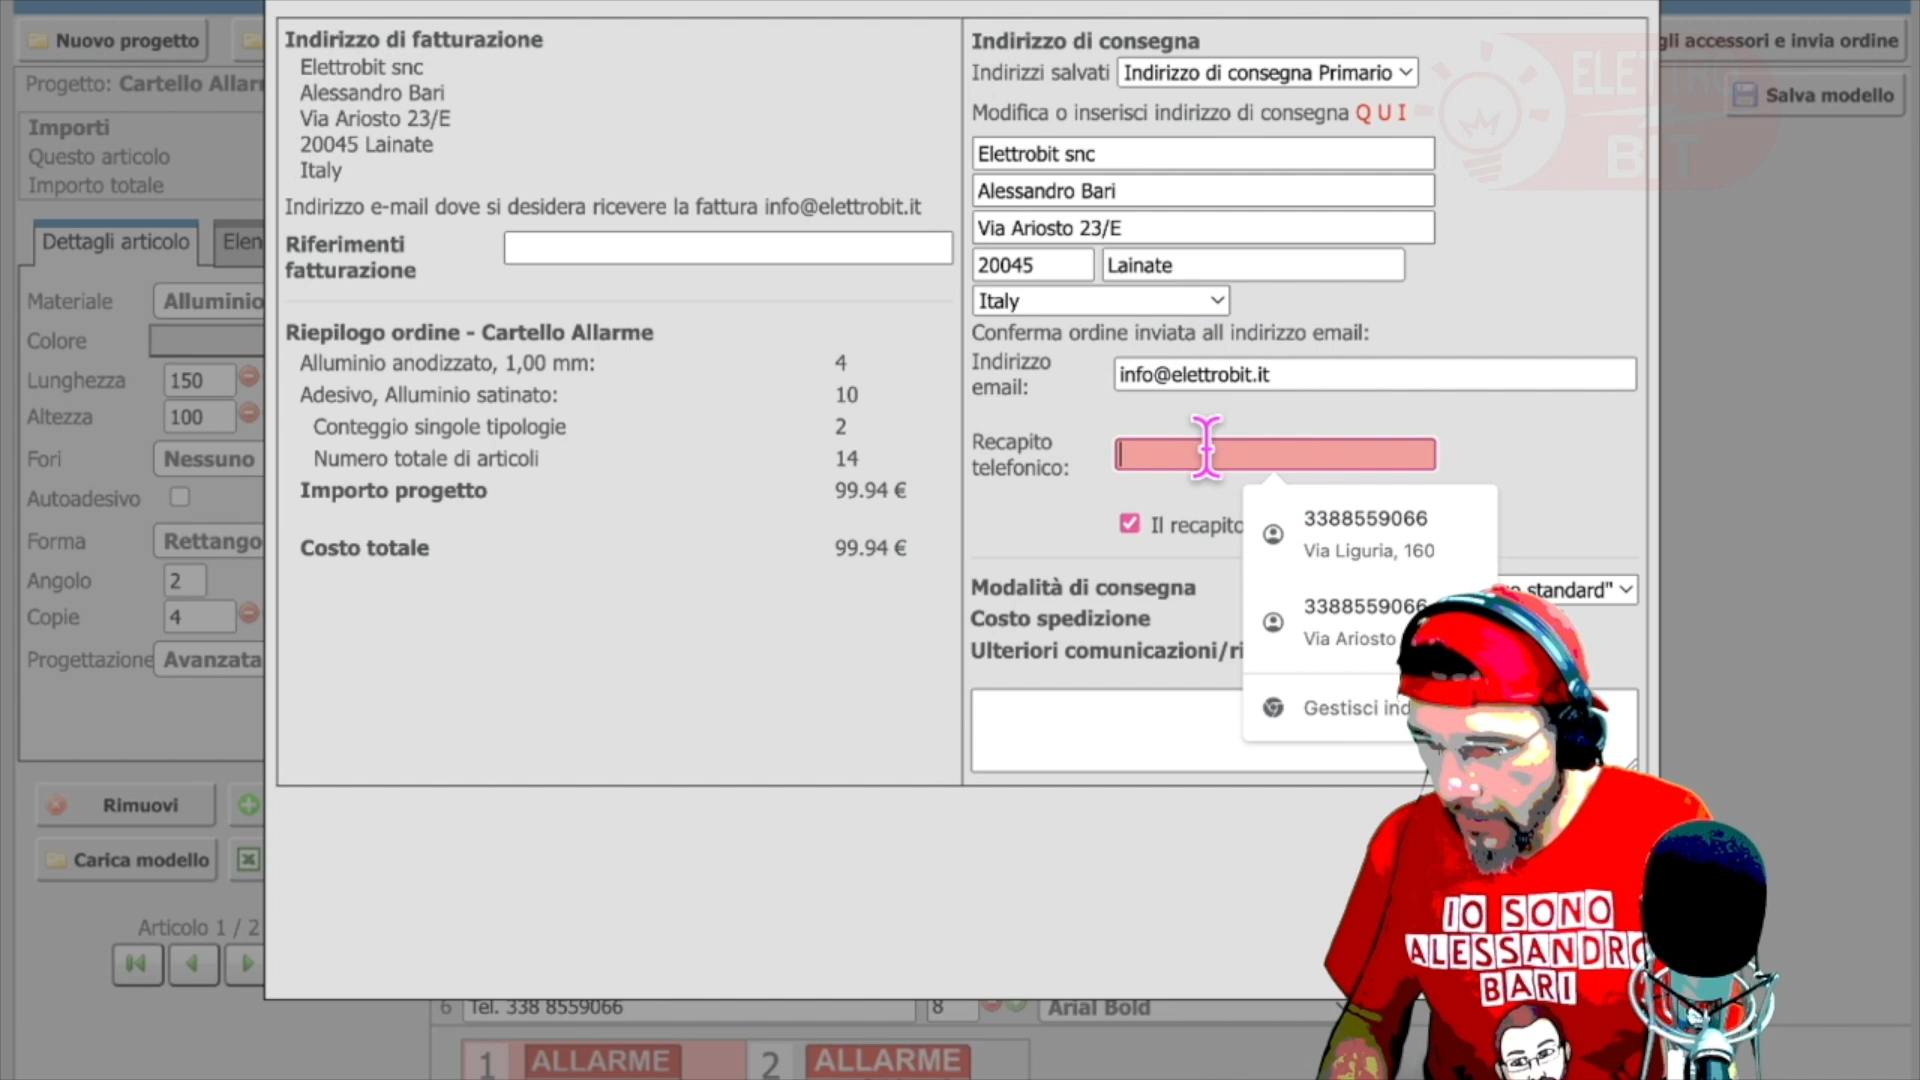 Nuovo progetto
gli accessori e invia ordine
Progetto: Cartello Allarm
Salva modello
ELETTRO
BIT
Importi
Questo articolo
Importo totale
Dettagli articolo
Elen
Materiale Alluminio
Colore
Lunghezza 150
Altezza 100
Fori Nessuno
Autoadesivo
Forma Rettango
Angolo 2
Copie 4
Progettazione Avanzata
Rimuovi
Carica modello
Articolo 1 / 2
Indirizzo di fatturazione
Elettrobit snc
Alessandro Bari
Via Ariosto 23/E
20045 Lainate
Italy
Indirizzo e-mail dove si desidera ricevere la fattura info@elettrobit.it
Riferimenti
fatturazione
Riepilogo ordine - Cartello Allarme
Alluminio anodizzato, 1,00 mm: 4
Adesivo, Alluminio satinato: 10
Conteggio singole tipologie 2
Numero totale di articoli 14
Importo progetto 99.94 €
Costo totale 99.94 €
Indirizzo di consegna
Indirizzi salvati Indirizzo di consegna Primario
Modifica o inserisci indirizzo di consegna Q U I
Elettrobit snc
Alessandro Bari
Via Ariosto 23/E
20045 Lainate
Italy
Conferma ordine inviata all indirizzo email:
Indirizzo
email:
info@elettrobit.it
Recapito
telefonico:
Il recapito
3388559066
Via Liguria, 160
3388559066
Via Ariosto
Gestisci ind
Modalità di consegna
standard"
Costo spedizione
Ulteriori comunicazioni/ri
6 Tel. 338 8559066 8 Arial Bold
1 ALLARME 2 ALLARME
IO SONO
ALESSANDRO
BARI